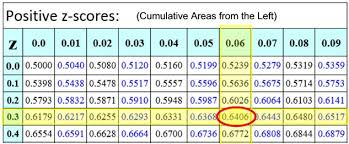 Positive z-scores: (Cumulative Areas from the Left)
z 0.0 0.01 0.02 0.03 0.04 0.05 0.06 0.07 0.08 0.09
0.0 0.5000 0.5040 0.5080 0.5120 0.5160 0.5199 0.5239 0.5279 0.5319 0.5359
0.1 0.5398 0.5438 0.5478 0.5517 0.5557 0.5596 0.5636 0.5675 0.5714 0.5753
0.2 0.5793 0.5832 0.5871 0.5910 0.5948 0.5987 0.6026 0.6064 0.6103 0.6141
0.3 0.6179 0.6217 0.6255 0.6293 0.6331 0.6368 0.6406 0.6443 0.6480 0.6517
0.4 0.6554 0.6591 0.6628 0.6664 0.6700 0.6736 0.6772 0.6808 0.6844 0.6879